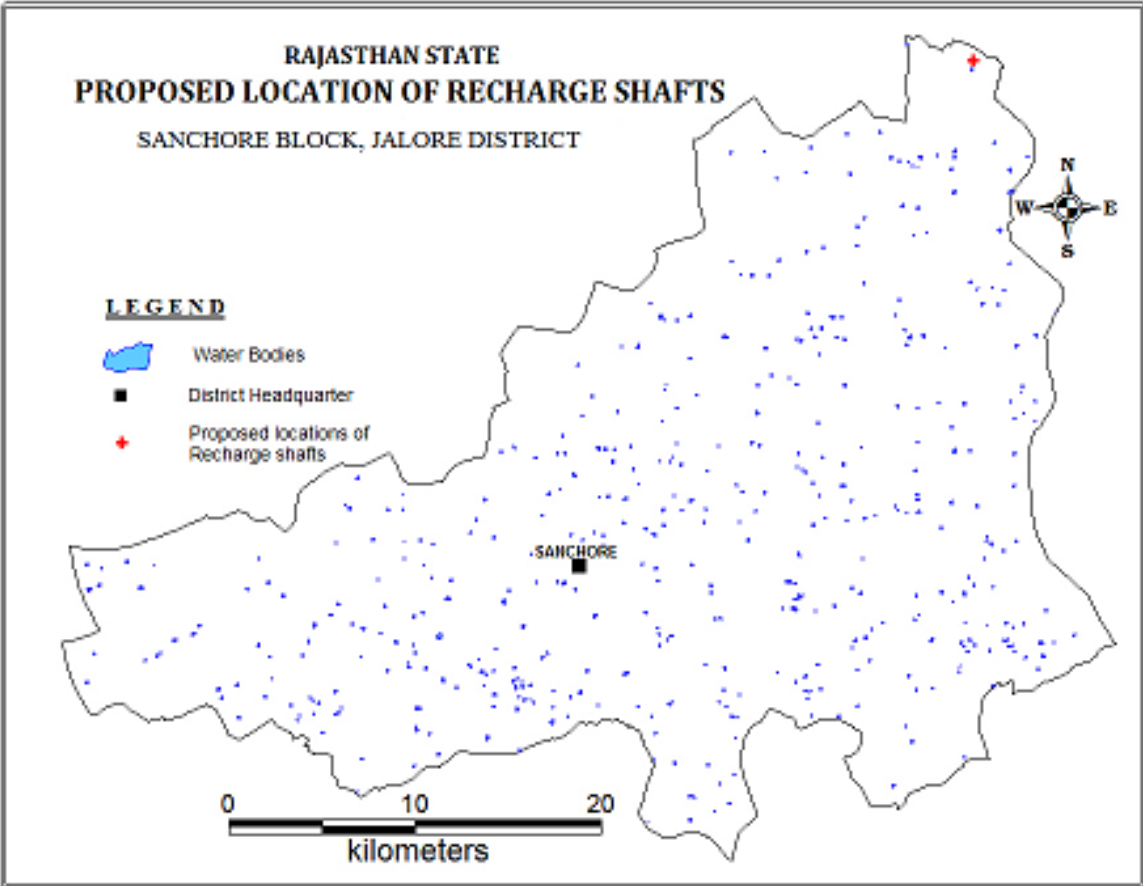 RAJASTHAN STATE
PROPOSED LOCATION OF RECHARGE SHAFTS
SANCHORE BLOCK, JALORE DISTRICT
N
W E
S
LEGEND
Water Bodies
District Headquarter
Proposed locations of
Recharge shafts
SANCHORE
0 10 20
kilometers